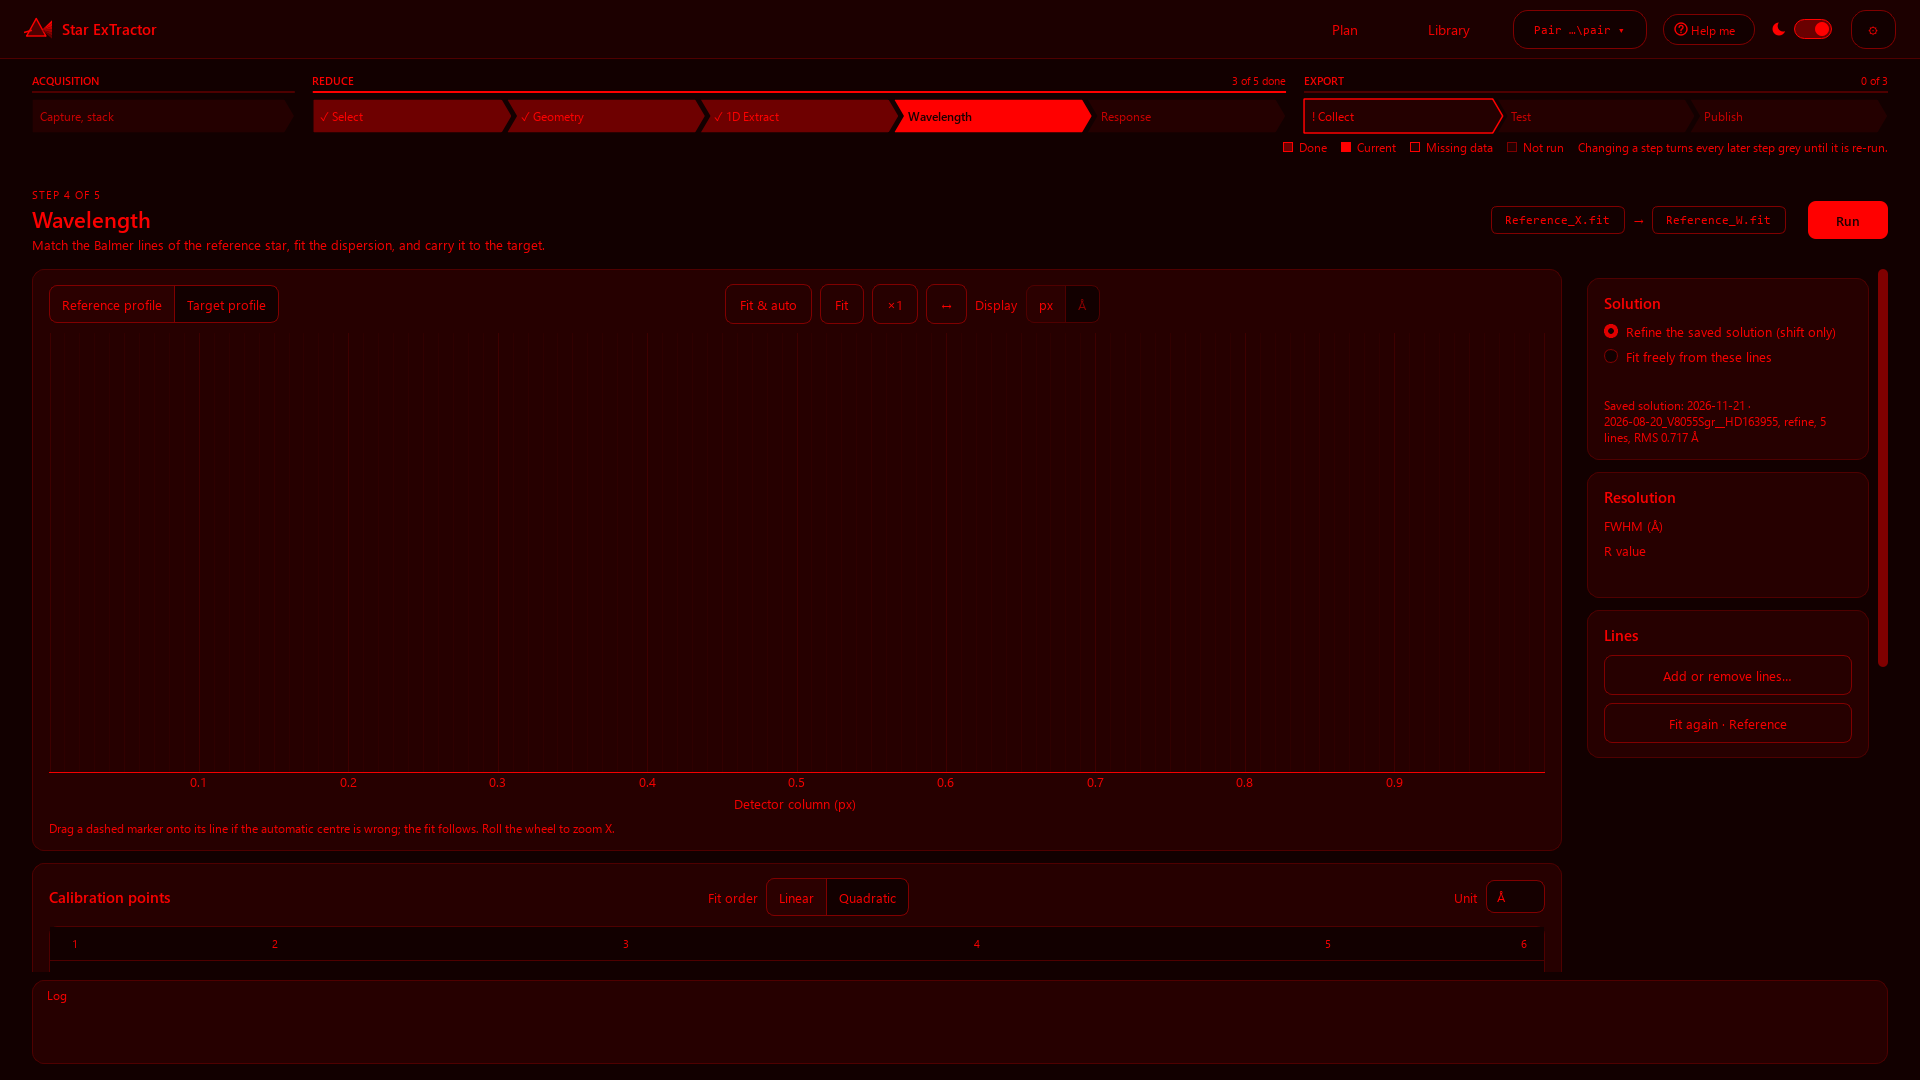 Star ExTractor
Plan
Library
Pair …\pair ▾
Help me
ACQUISITION
REDUCE
3 of 5 done
EXPORT
0 of 3
Capture, stack
✓ Select
✓ Geometry
✓ 1D Extract
Wavelength
Response
! Collect
Test
Publish
Done
Current
Missing data
Not run
Changing a step turns every later step grey until it is re-run.
STEP 4 OF 5
Wavelength
Match the Balmer lines of the reference star, fit the dispersion, and carry it to the target.
Reference_X.fit → Reference_W.fit
Run
Reference profile
Target profile
Fit & auto
Fit
×1
↔
Display
px
Å
0.1 0.2 0.3 0.4 0.5 0.6 0.7 0.8 0.9
Detector column (px)
Drag a dashed marker onto its line if the automatic centre is wrong; the fit follows. Roll the wheel to zoom X.
Solution
Refine the saved solution (shift only)
Fit freely from these lines
Saved solution: 2026-11-21 ·
2026-08-20_V8055Sgr__HD163955, refine, 5
lines, RMS 0.717 Å
Resolution
FWHM (Å)
R value
Lines
Add or remove lines…
Fit again · Reference
Calibration points
Fit order
Linear
Quadratic
Unit
Å
1 2 3 4 5 6
Log